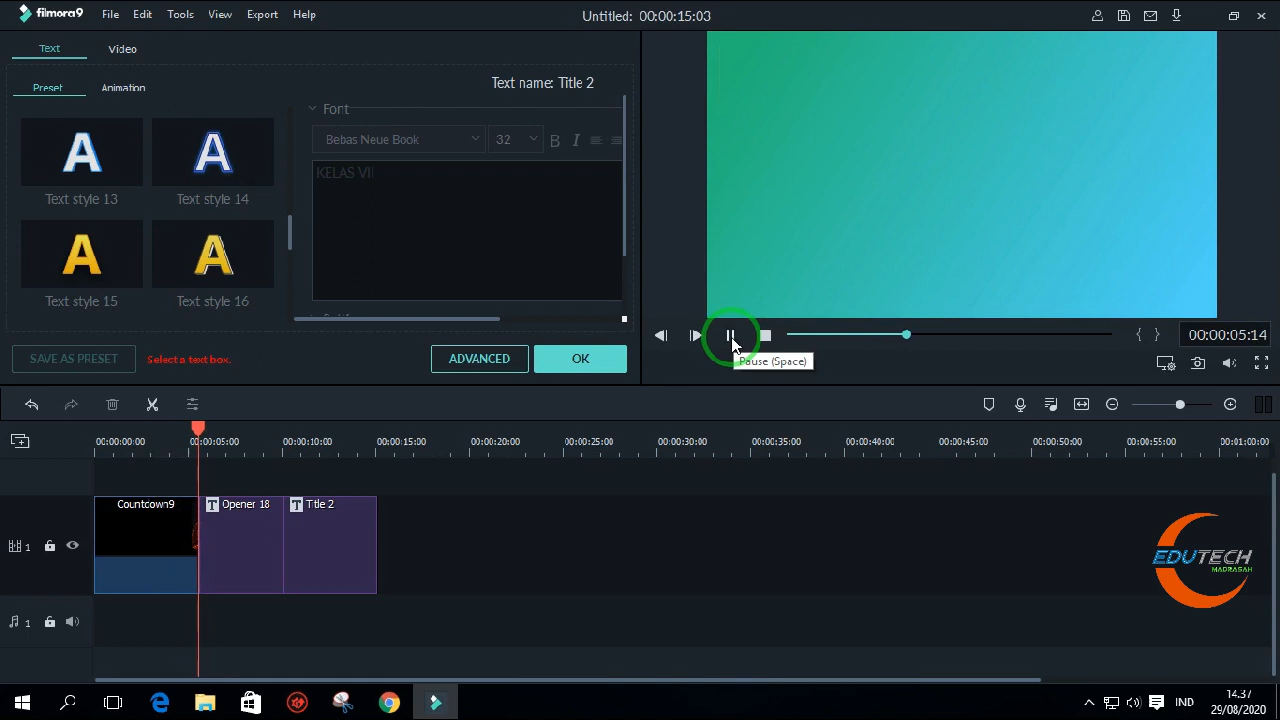 filmora9 File Edit Tools View Export Help Untitled: 00:00:15:03
Text Video
Text name: Title 2
Preset Animation
Font
Bebas Neue Book 32 B I
KELAS VII
A A
Text style 13 Text style 14
A A
Text style 15 Text style 16
SAVE AS PRESET Select a text box. ADVANCED OK
{ } 00:00:05:14
Pause (Space)
00:00:00:00 00:00:05:00 00:00:10:00 00:00:15:00 00:00:20:00 00:00:25:00 00:00:30:00 00:00:35:00 00:00:40:00 00:00:45:00 00:00:50:00 00:00:55:00 00:01:00:00
Countdown9 T Opener 18 T Title 2
1
EDUTECH
MADRASAH
1
IND
14.37
29/08/2020